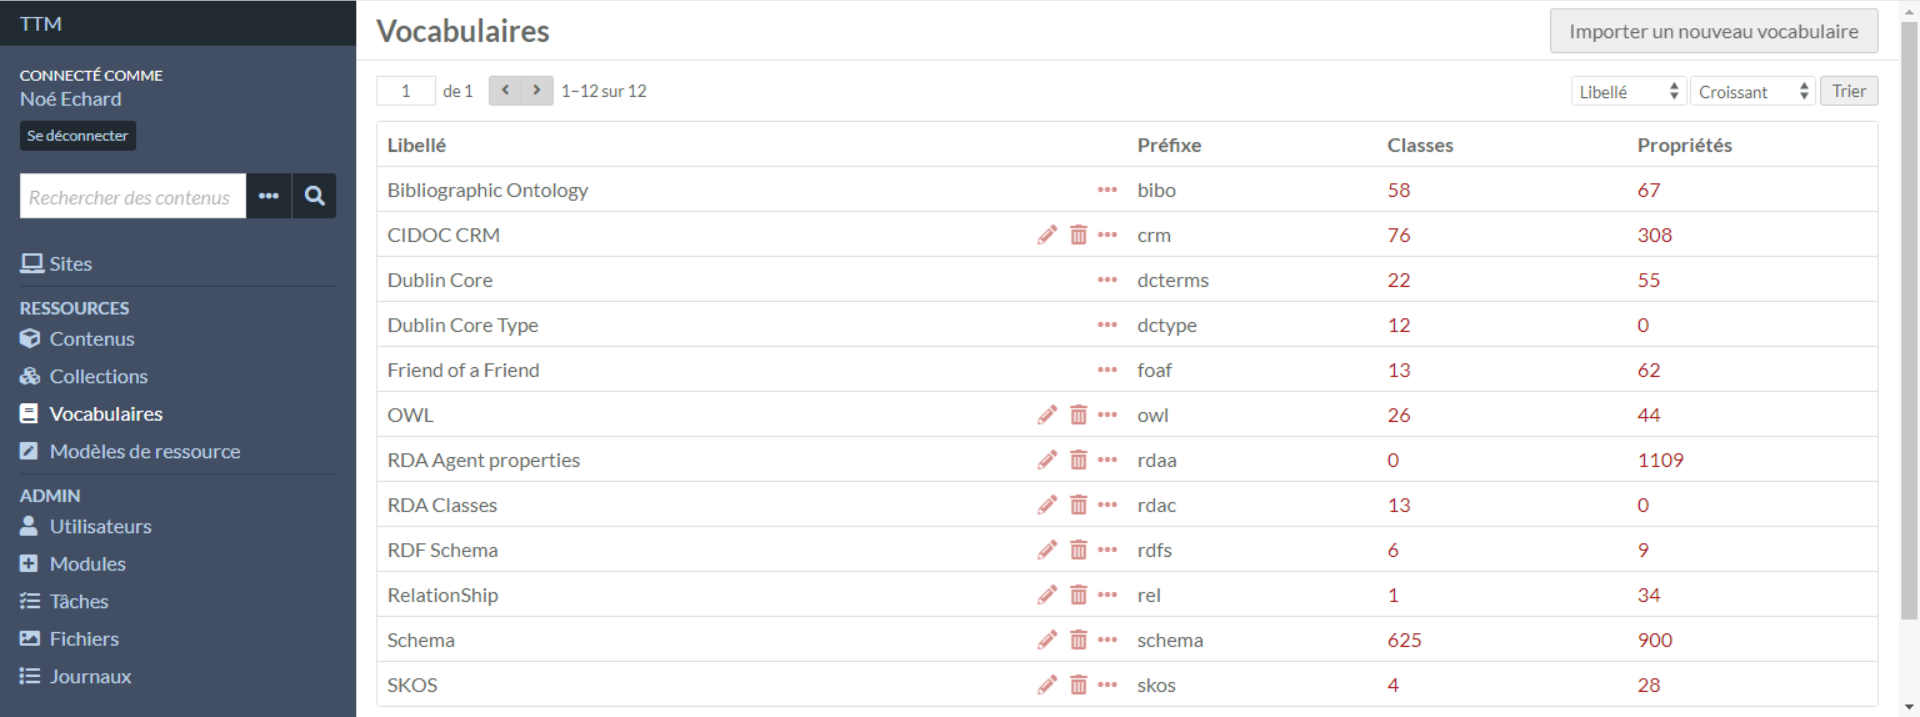 TTM
CONNECTÉ COMME
Noé Echard
Se déconnecter
Rechercher des contenus
Sites
RESSOURCES
Contenus
Collections
Vocabulaires
Modèles de ressource
ADMIN
Utilisateurs
Modules
Tâches
Fichiers
Journaux
Vocabulaires
Importer un nouveau vocabulaire
1 de 1 1–12 sur 12
Libellé Croissant Trier
Libellé Préfixe Classes Propriétés
Bibliographic Ontology bibo 58 67
CIDOC CRM crm 76 308
Dublin Core dcterms 22 55
Dublin Core Type dctype 12 0
Friend of a Friend foaf 13 62
OWL owl 26 44
RDA Agent properties rdaa 0 1109
RDA Classes rdac 13 0
RDF Schema rdfs 6 9
RelationShip rel 1 34
Schema schema 625 900
SKOS skos 4 28